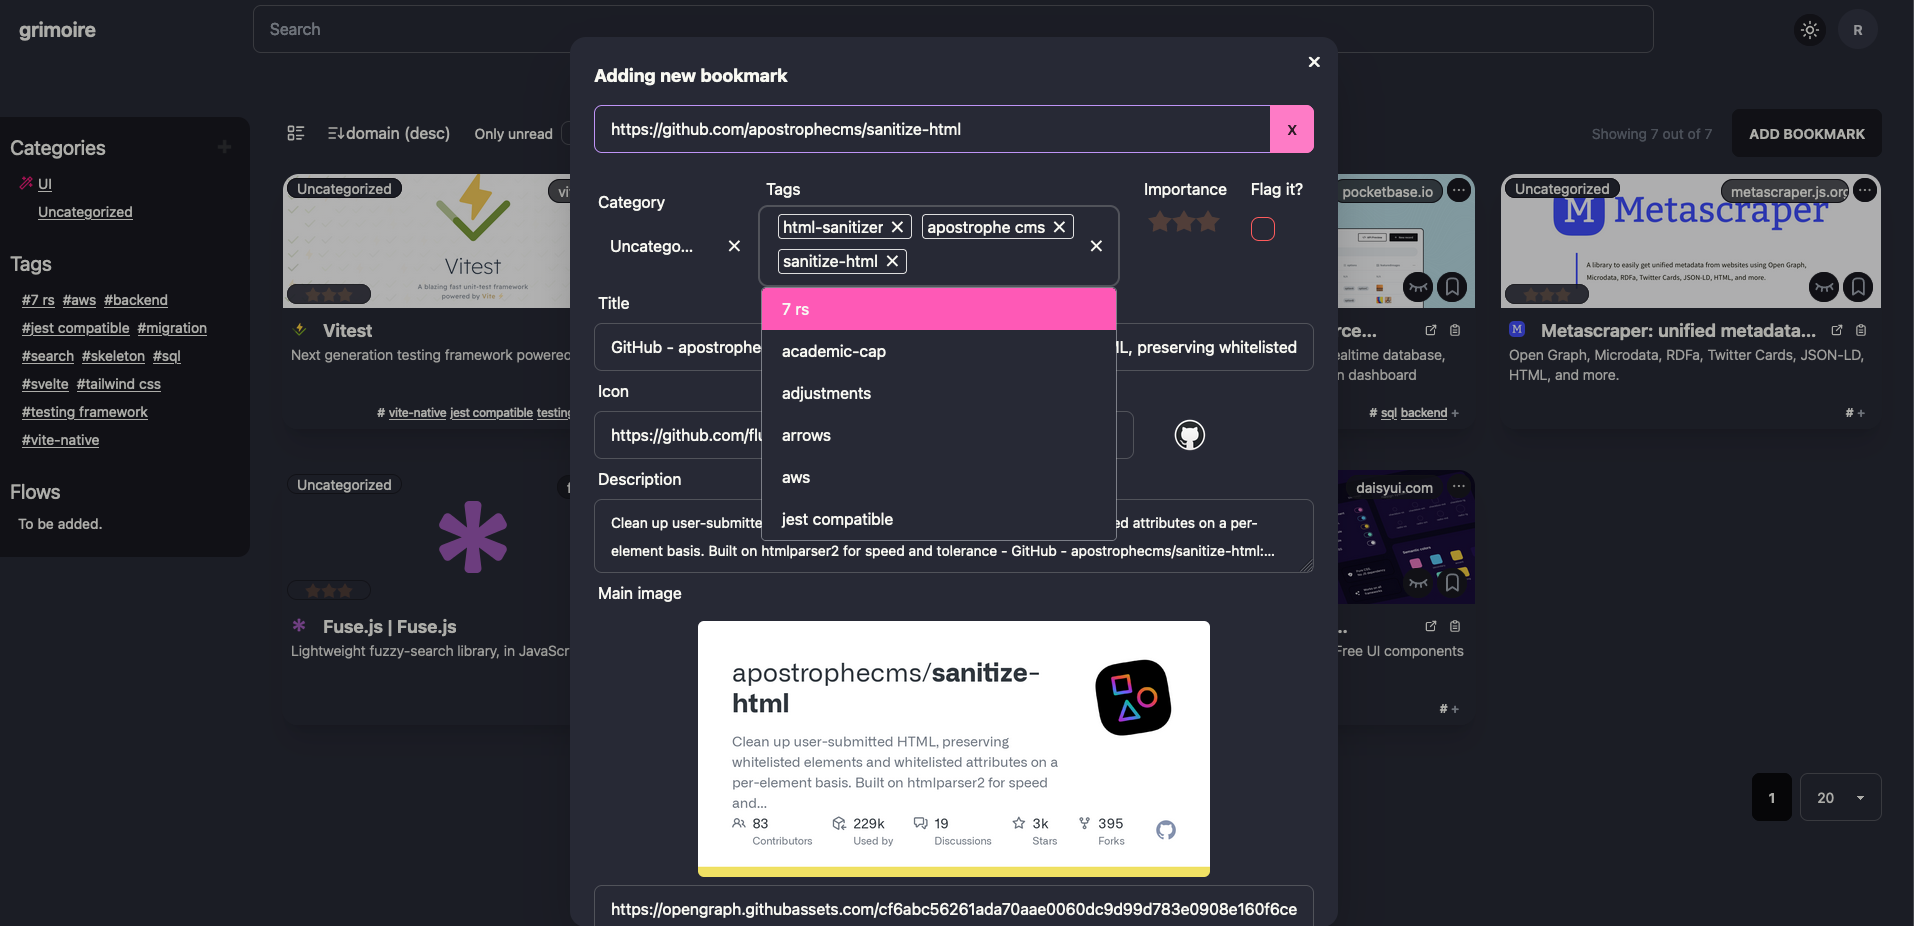 grimoire
Search
R
Adding new bookmark
https://github.com/apostrophecms/sanitize-html
X
Categories
UI
Uncategorized
Tags
#7 rs #aws #backend
#jest compatible #migration
#search #skeleton #sql
#svelte #tailwind css
#testing framework
#vite-native
Flows
To be added.
domain (desc)
Only unread
Showing 7 out of 7
ADD BOOKMARK
Category
Uncatego...
Tags
html-sanitizer
apostrophe cms
sanitize-html
Importance
Flag it?
7 rs
academic-cap
adjustments
arrows
aws
jest compatible
Title
GitHub - apostrophe
L, preserving whitelisted
Icon
https://github.com/flu
Description
Clean up user-submitte
ed attributes on a per-
element basis. Built on htmlparser2 for speed and tolerance - GitHub - apostrophecms/sanitize-html:...
Main image
apostrophecms/sanitize-
html
Clean up user-submitted HTML, preserving
whitelisted elements and whitelisted attributes on a
per-element basis. Built on htmlparser2 for speed
and...
83
Contributors
229k
Used by
19
Discussions
3k
Stars
395
Forks
https://opengraph.githubassets.com/cf6abc56261ada70aae0060dc9d99d783e0908e160f6ce
Uncategorized
Vitest
A blazing fast unit-test framework
powered by Vite
Vitest
Next generation testing framework powered
# vite-native jest compatible testing
Uncategorized
Fuse.js | Fuse.js
Lightweight fuzzy-search library, in JavaScr
pocketbase.io
rce...
ealtime database,
n dashboard
# sql backend +
Uncategorized
metascraper.js.org
Metascraper
A library to easily get unified metadata from websites using Open Graph,
Microdata, RDFa, Twitter Cards, JSON-LD, HTML, and more.
Metascraper: unified metadata...
Open Graph, Microdata, RDFa, Twitter Cards, JSON-LD,
HTML, and more.
# +
daisyui.com
..
Free UI components
# +
1
20